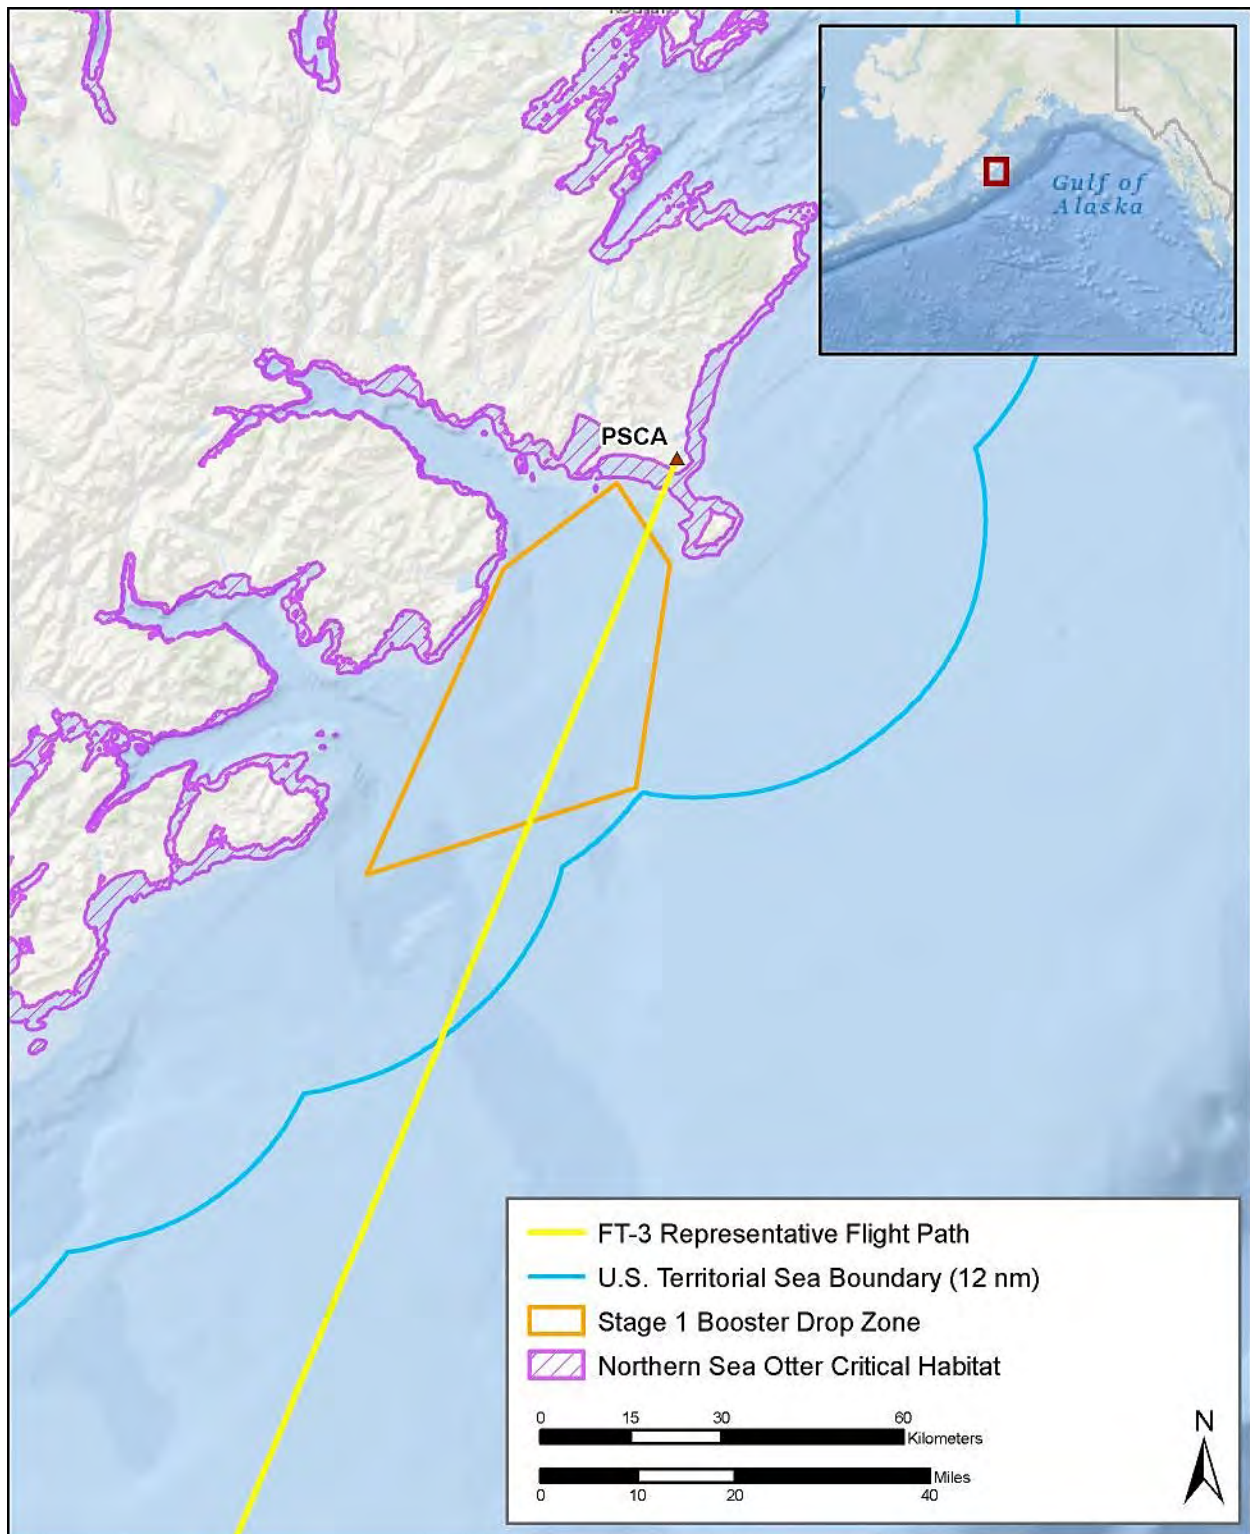 Gulf of
Alaska
PSCA
FT-3 Representative Flight Path
U.S. Territorial Sea Boundary (12 nm)
Stage 1 Booster Drop Zone
Northern Sea Otter Critical Habitat
0 15 30 60
Kilometers
N
Miles
0 10 20 40